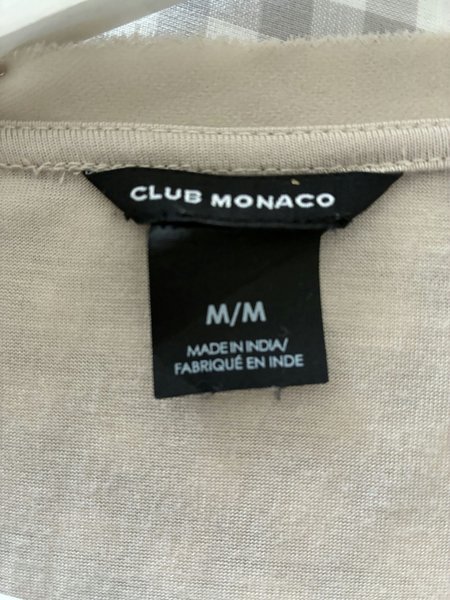 CLUB MONACO
M/M
MADE IN INDIA/
FABRIQUÉ EN INDE